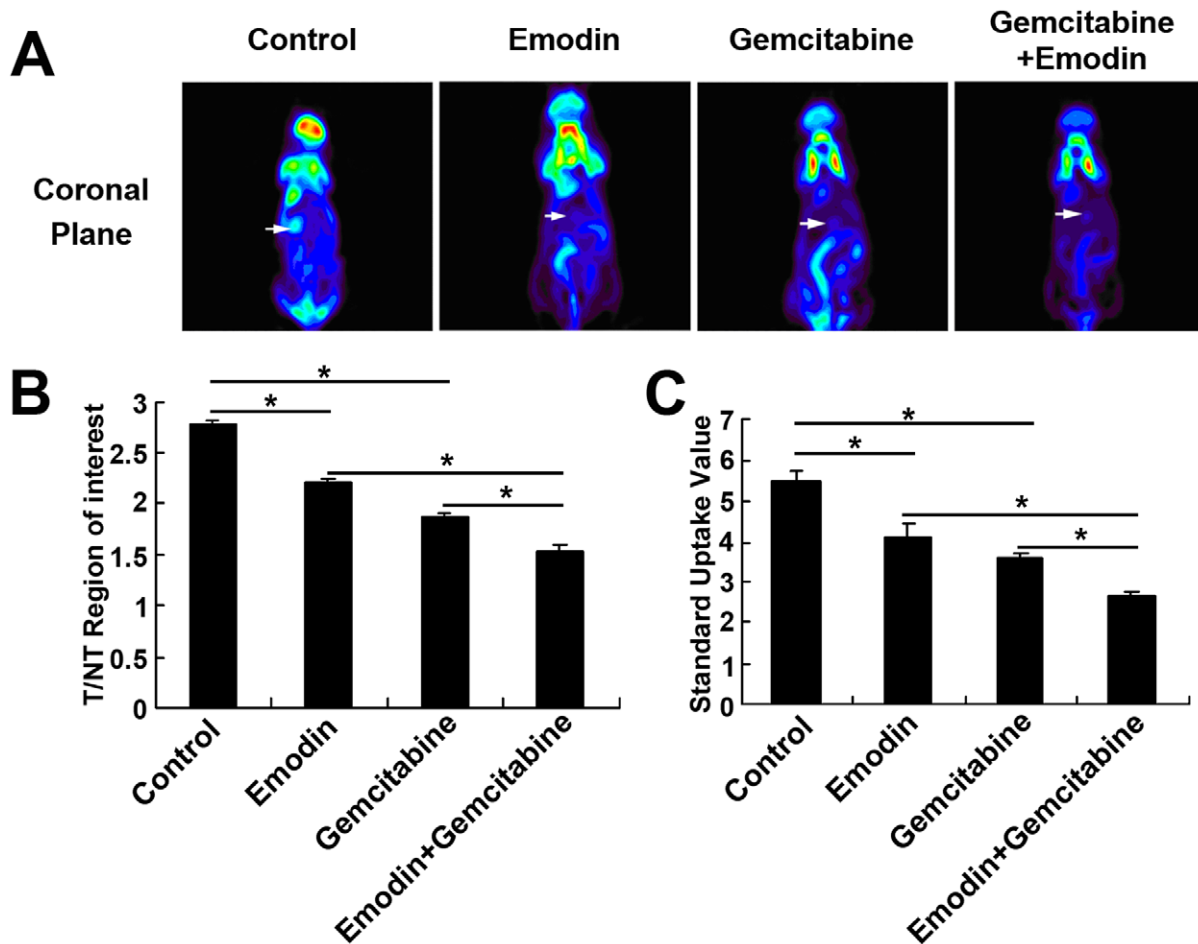 A
Control
Emodin
Gemcitabine
Gemcitabine
+Emodin
Coronal
Plane
B
T/NT Region of interest
3
2.5
2
1.5
1
0.5
0
*
*
*
*
Control
Emodin
Gemcitabine
Emodin+Gemcitabine
C
Standard Uptake Value
7
6
5
4
3
2
1
0
*
*
*
*
Control
Emodin
Gemcitabine
Emodin+Gemcitabine